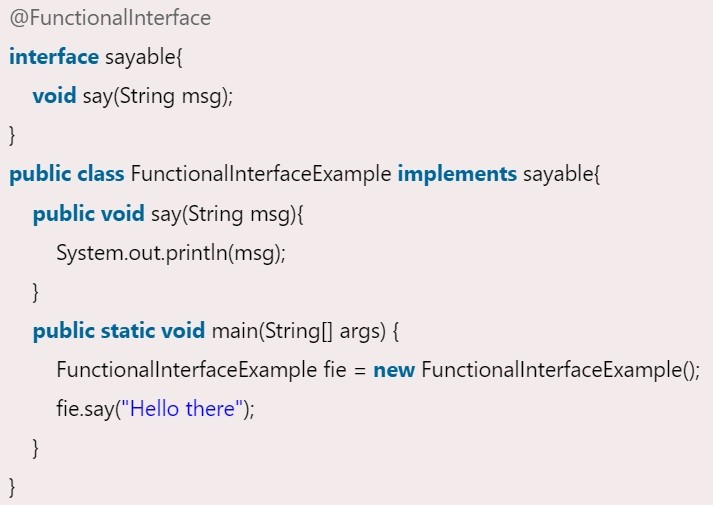 @FunctionalInterface
interface sayable{
void say(String msg);
}
public class FunctionalInterfaceExample implements sayable{
public void say(String msg){
System.out.println(msg);
}
public static void main(String[] args) {
FunctionalInterfaceExample fie = new FunctionalInterfaceExample();
fie.say("Hello there");
}
}